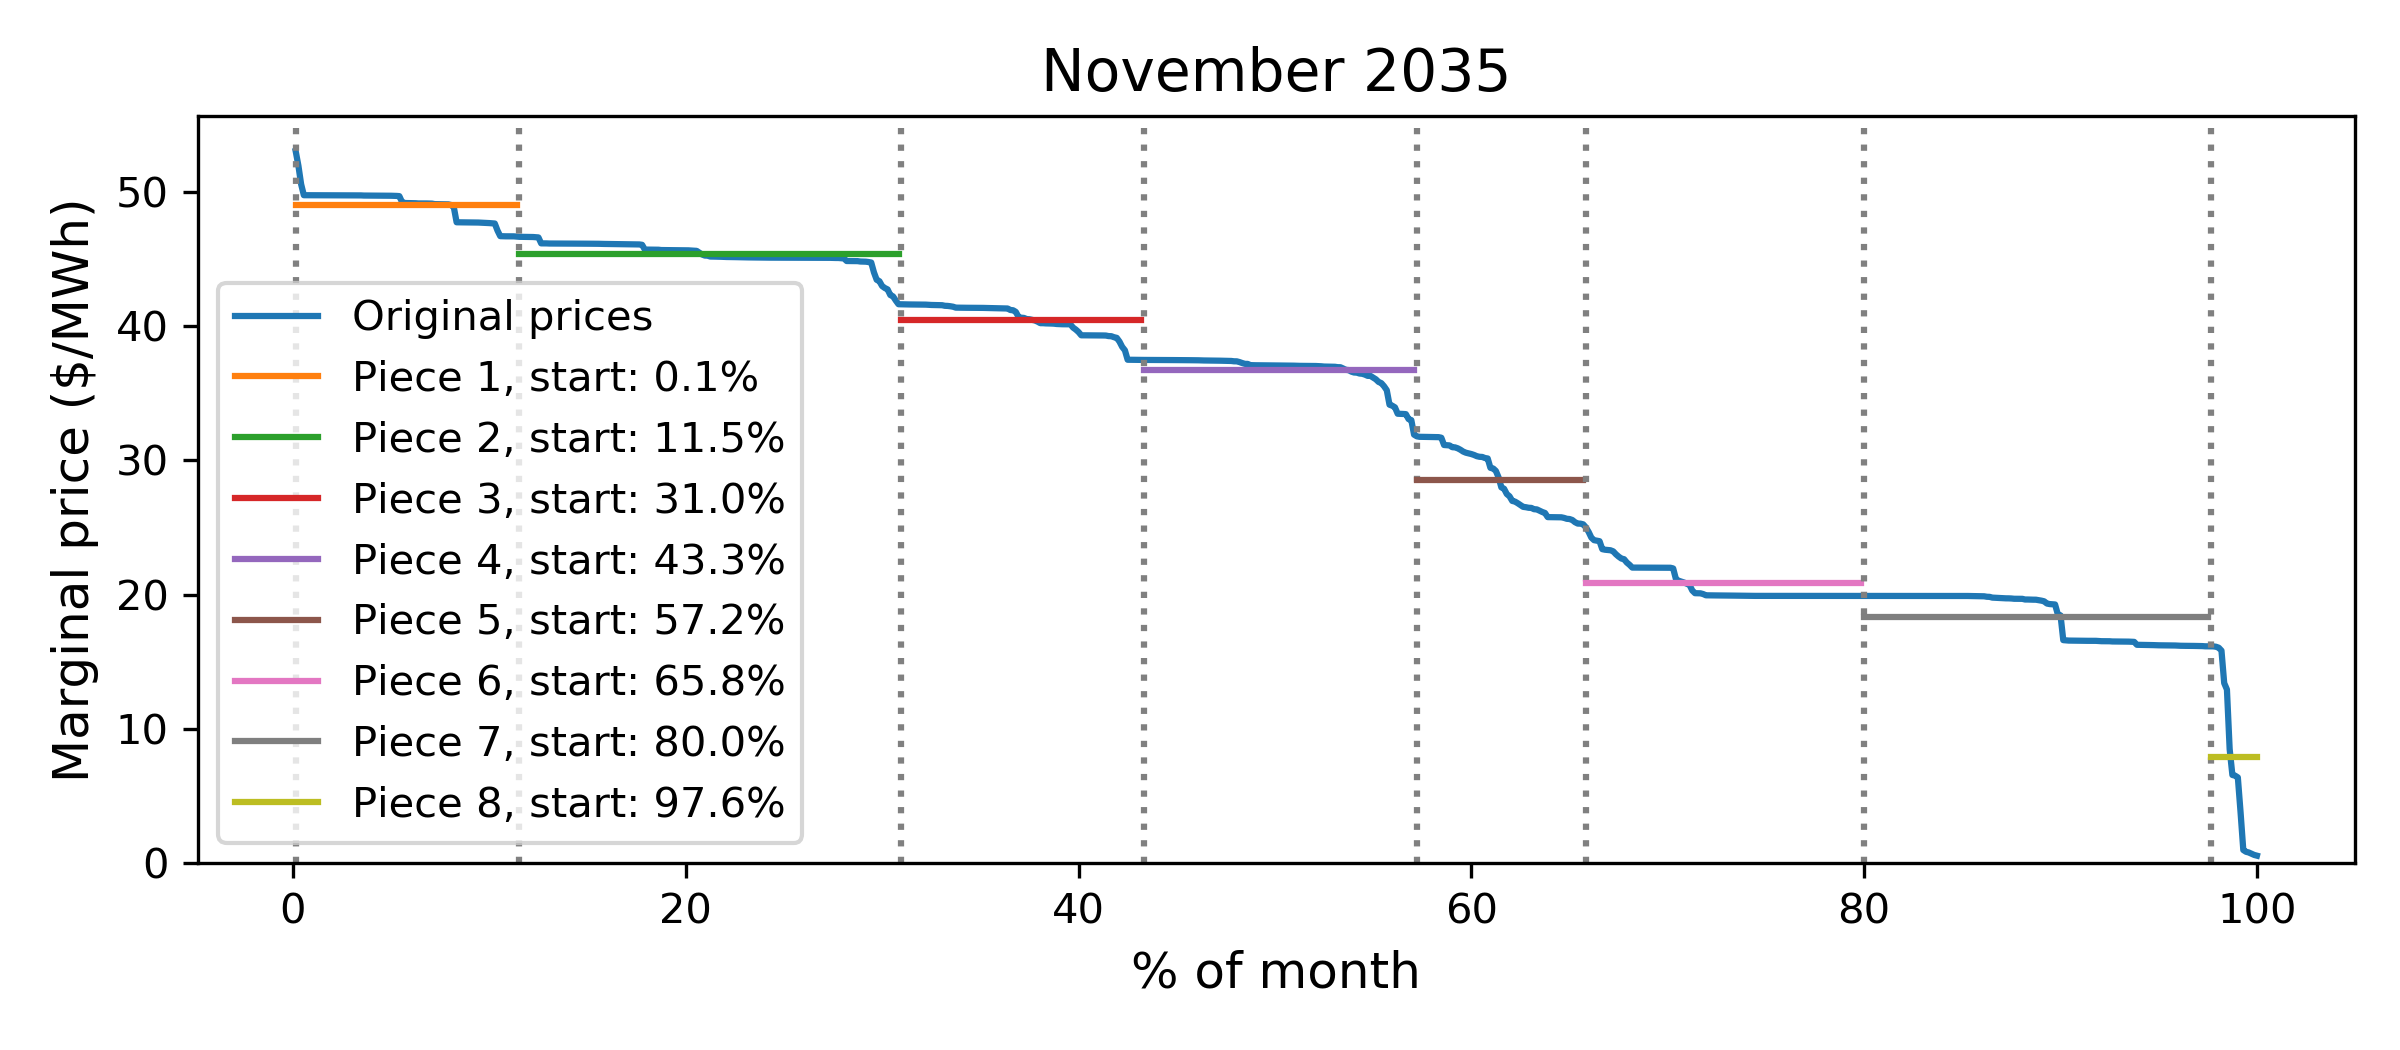 November 2035
Marginal price ($/MWh)
50
40
30
20
10
0
Original prices
Piece 1, start: 0.1%
Piece 2, start: 11.5%
Piece 3, start: 31.0%
Piece 4, start: 43.3%
Piece 5, start: 57.2%
Piece 6, start: 65.8%
Piece 7, start: 80.0%
Piece 8, start: 97.6%
0 20 40 60 80 100
% of month